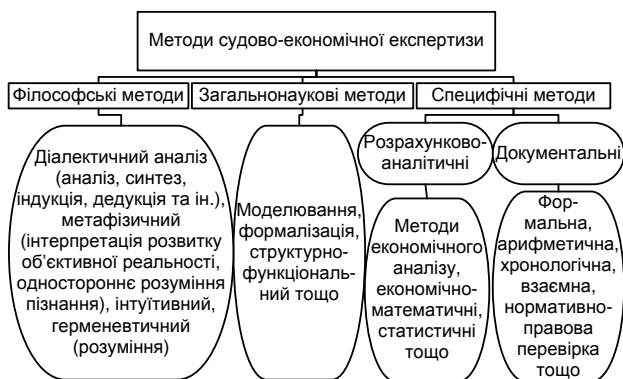 Методи судово-економічної експертизи
Філософські методи
Загальнонаукові методи
Специфічні методи
Діалектичний аналіз
(аналіз, синтез,
індукція, дедукція та ін.),
метафізичний
(інтерпретація розвитку
об’єктивної реальності,
одностороннє розуміння
пізнання), інтуїтивний,
герменевтичний
(розуміння)
Моделювання,
формалізація,
структурно-
функціональ-
ний тощо
Розрахунково-
аналітичні
Документальні
Методи
економічного
аналізу,
економічно-
математичні,
статистичні
тощо
Фор-
мальна,
арифметична,
хронологічна,
взаємна,
нормативно-
правова
перевірка
тощо